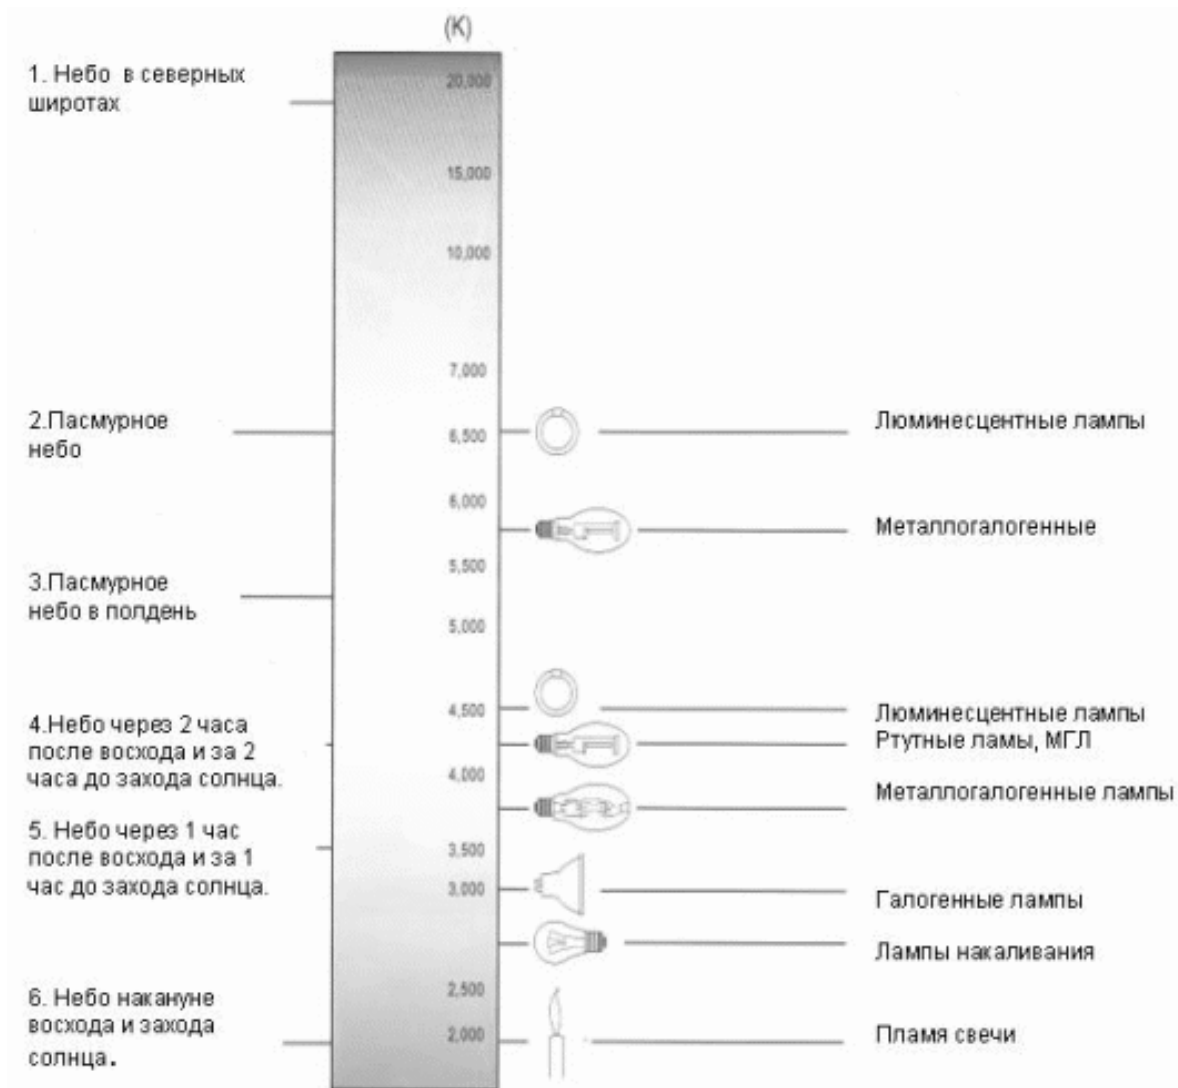 (K)
1. Небо в северных
широтах
20,000
15,000
10,000
7,000
2.Пасмурное
небо
6,500
Люминесцентные лампы
6,000
Металлогалогенные
5,500
3.Пасмурное
небо в полдень
5,000
4,500
Люминесцентные лампы
4.Небо через 2 часа
после восхода и за 2
часа до захода солнца.
Ртутные ламы, МГЛ
4,000
Металлогалогенные лампы
5. Небо через 1 час
после восхода и за 1
час до захода солнца.
3,500
3,000
Галогенные лампы
Лампы накаливания
2,500
6. Небо накануне
восхода и захода
солнца.
2,000
Пламя свечи